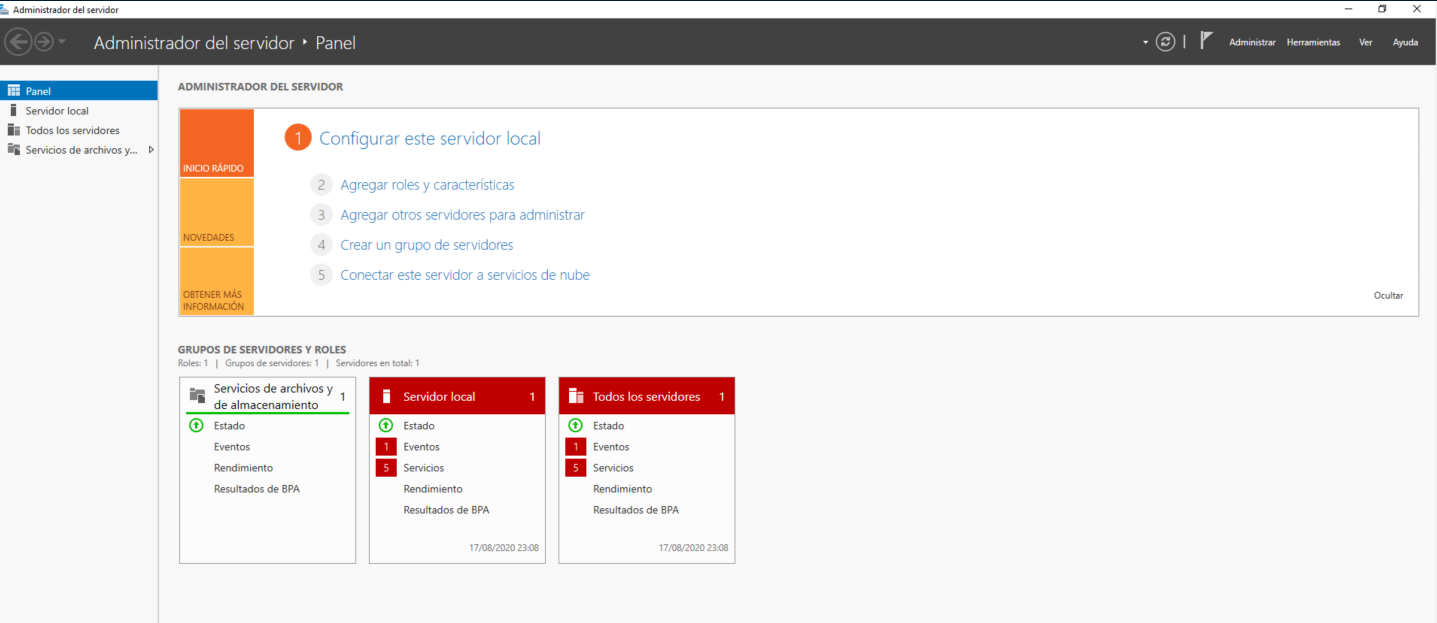 Administrador del servidor
Administrador del servidor ‣ Panel
Administrar Herramientas Ver Ayuda
Panel
Servidor local
Todos los servidores
Servicios de archivos y...
ADMINISTRADOR DEL SERVIDOR
INICIO RÁPIDO
NOVEDADES
OBTENER MÁS
INFORMACIÓN
1 Configurar este servidor local
2 Agregar roles y características
3 Agregar otros servidores para administrar
4 Crear un grupo de servidores
5 Conectar este servidor a servicios de nube
Ocultar
GRUPOS DE SERVIDORES Y ROLES
Roles: 1 | Grupos de servidores: 1 | Servidores en total: 1
Servicios de archivos y
de almacenamiento 1
Estado
Eventos
Rendimiento
Resultados de BPA
Servidor local 1
Estado
1 Eventos
5 Servicios
Rendimiento
Resultados de BPA
17/08/2020 23:08
Todos los servidores 1
Estado
1 Eventos
5 Servicios
Rendimiento
Resultados de BPA
17/08/2020 23:08